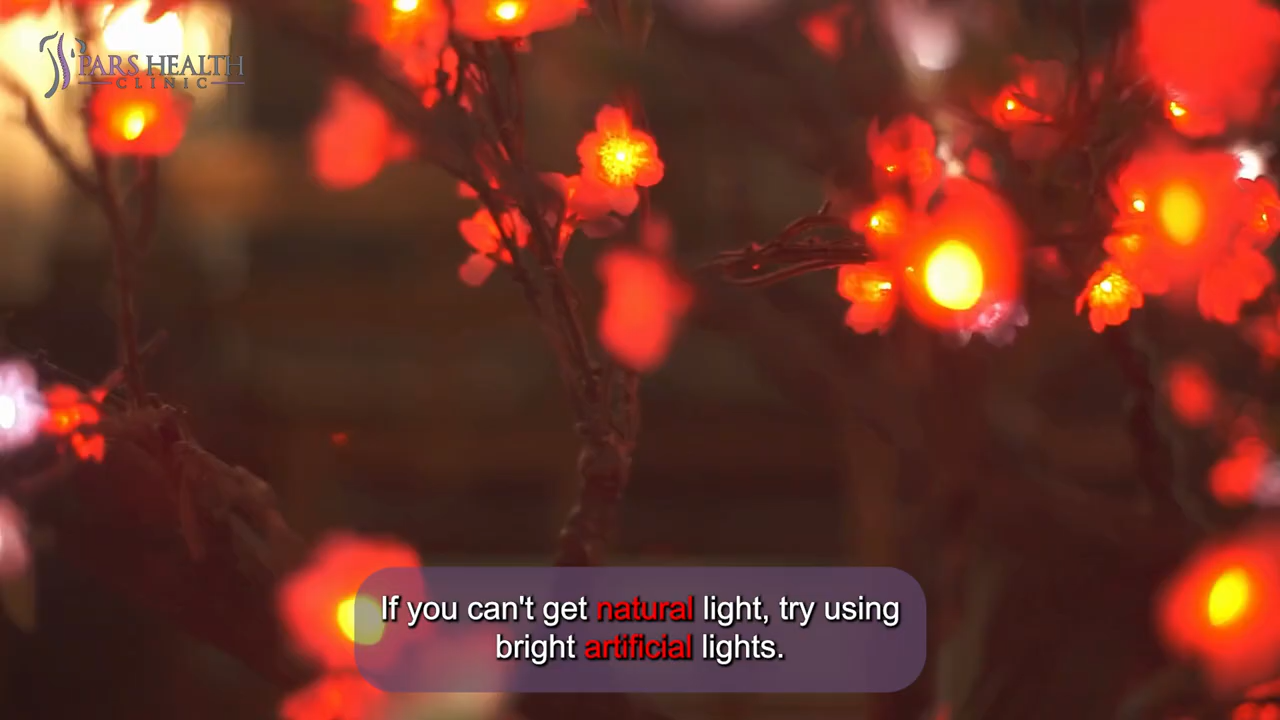 PARS HEALTH
CLINIC
If you can't get natural light, try using
bright artificial lights.